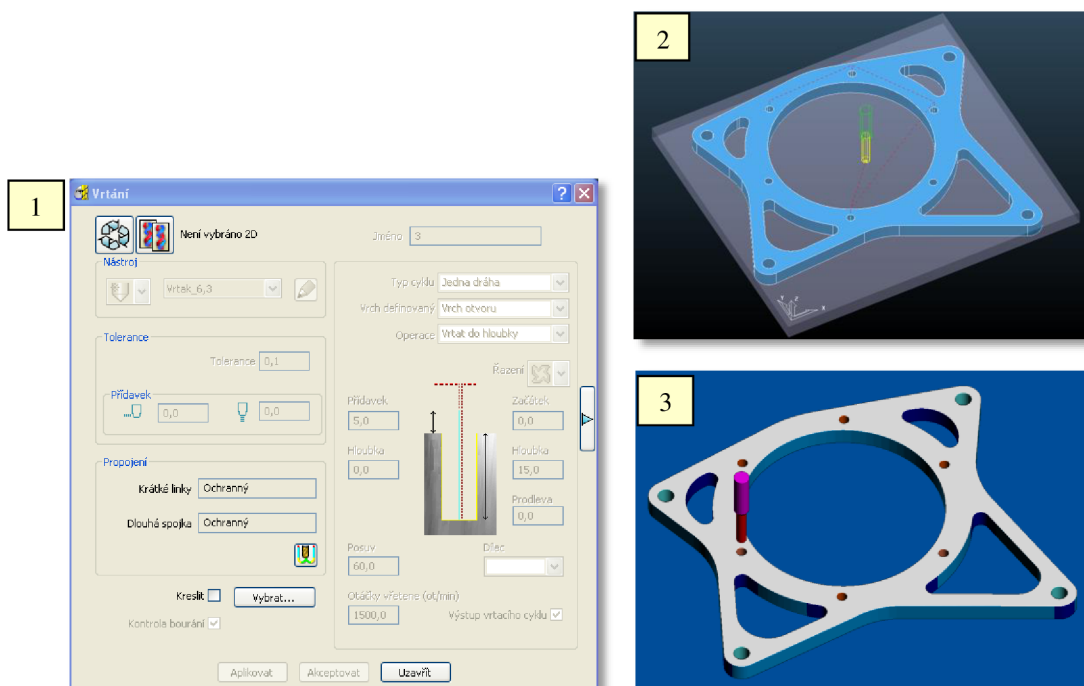 1
Vrtání
Není vybráno 2D
Jméno 3
Nástroj
Vrtak_6,3
Tolerance
Tolerance 0,1
Přídavek
0,0 0,0
Propojení
Krátké linky Ochranný
Dlouhá spojka Ochranný
Kreslit Vybrat...
Kontrola bourání
Typ cyklu Jedna dráha
Vrch definovaný Vrch otvoru
Operace Vrtat do hloubky
Řazení
Přídavek Začátek
5,0 0,0
Hloubka Hloubka
0,0 15,0
Prodleva
0,0
Posuv Dílec
60,0
Otáčky vřetene (ot/min)
1500,0 Výstup vrtacího cyklu
Aplikovat Akceptovat Uzavřít
2
3